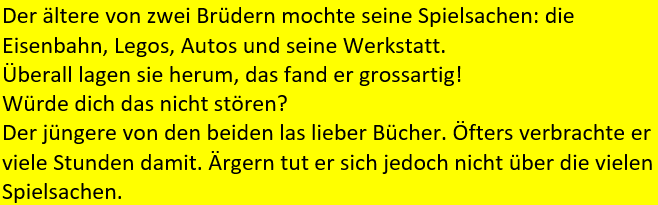 Der ältere von zwei Brüdern mochte seine Spielsachen: die
Eisenbahn, Legos, Autos und seine Werkstatt.
Überall lagen sie herum, das fand er grossartig!
Würde dich das nicht stören?
Der jüngere von den beiden las lieber Bücher. Öfters verbrachte er
viele Stunden damit. Ärgern tut er sich jedoch nicht über die vielen
Spielsachen.